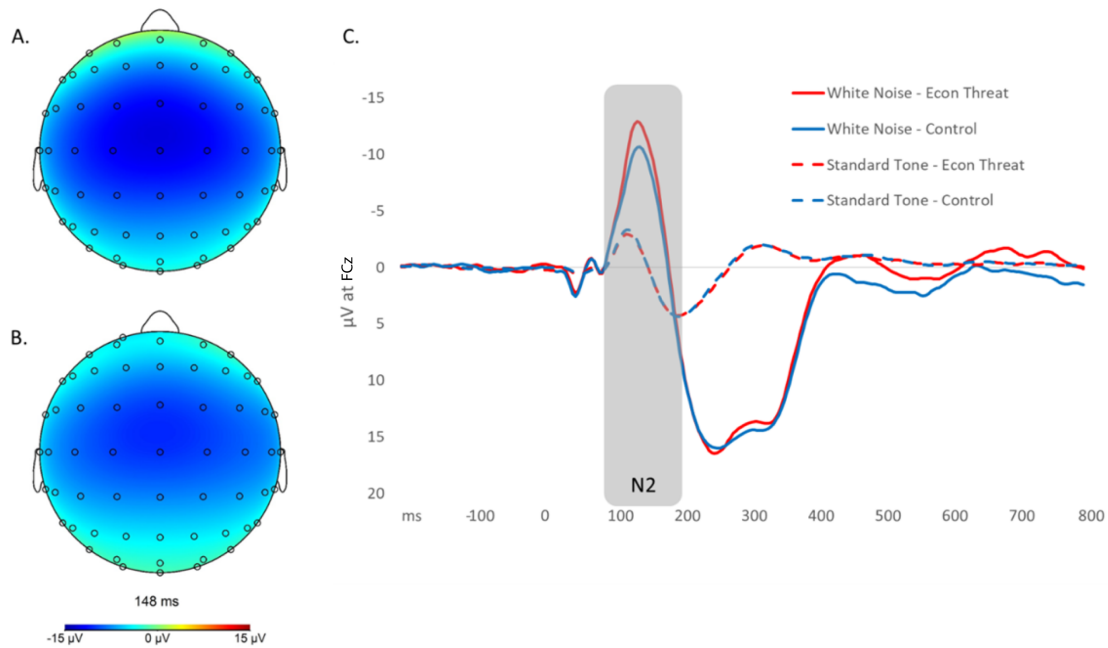 A.
B.
148 ms
-15 µV 0 µV 15 µV
C.
-15
-10
-5
0
5
10
15
20
µV at FCz
White Noise - Econ Threat
White Noise - Control
Standard Tone - Econ Threat
Standard Tone - Control
N2
ms -100 0 100 200 300 400 500 600 700 800